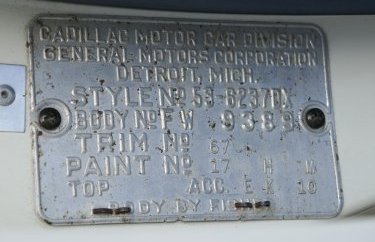 CADILLAC MOTOR CAR DIVISION
GENERAL MOTORS CORPORATION
DETROIT, MICH.
STYLE No 59-6237DX
BODY No FW 9389
TRIM No 67
PAINT No 17 H W
TOP ACC. E K 10
BODY BY FISHER